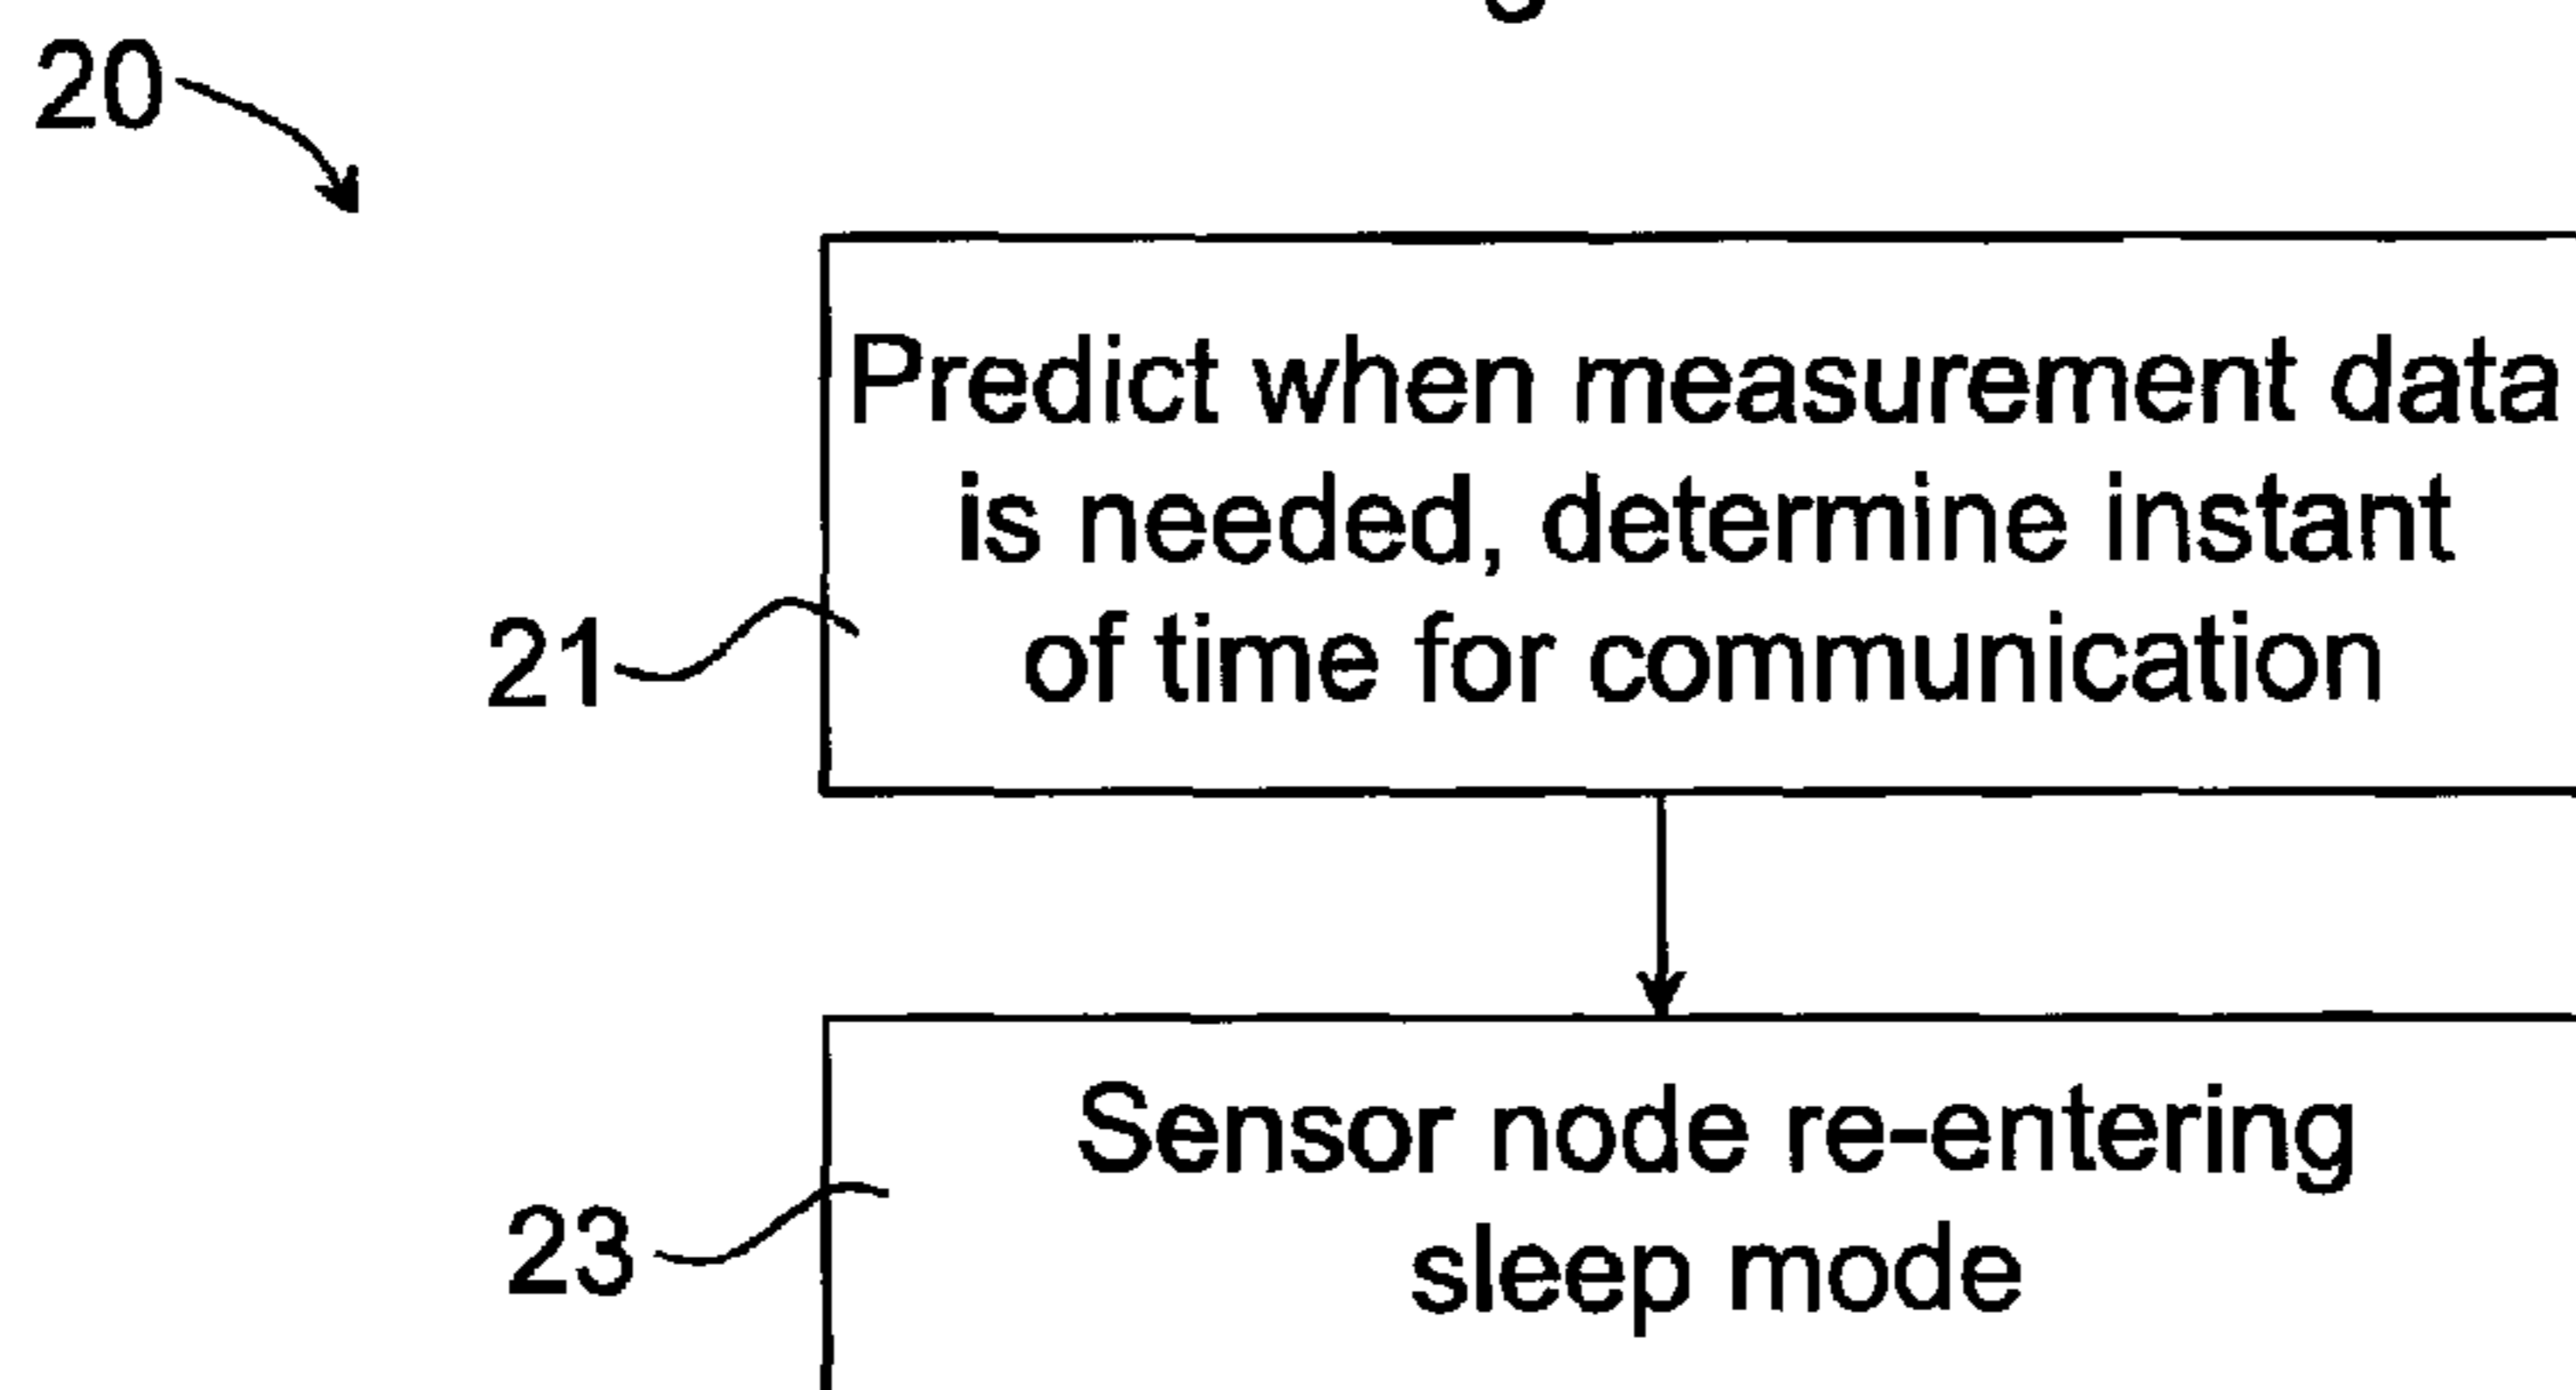 20
Predict when measurement data
is needed, determine instant
of time for communication
21
Sensor node re-entering
sleep mode
23